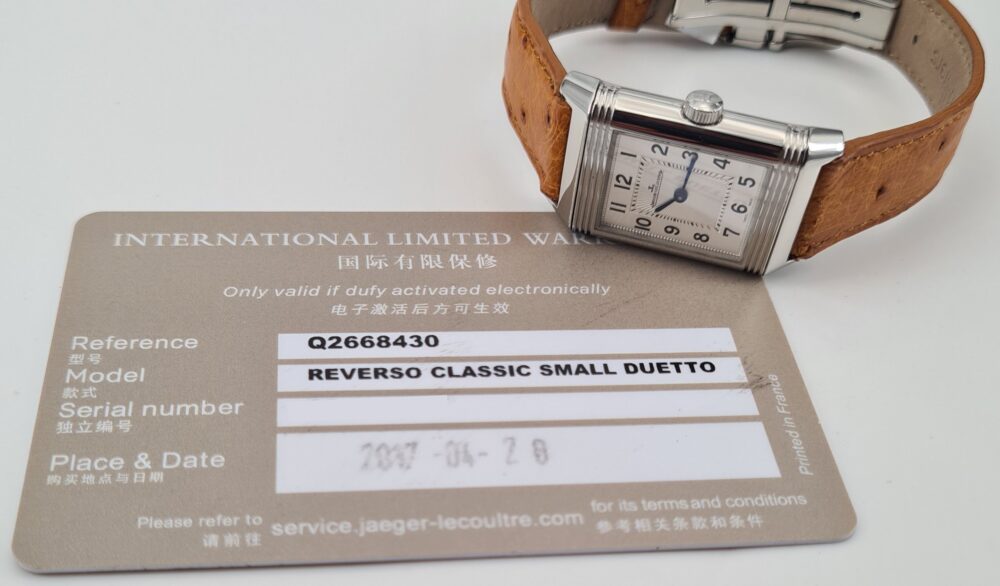 1 2 3 4 5 6 7 8 9 10 11 12
INTERNATIONAL LIMITED WAR
国际有限保修
Only valid if dufy activated electronically
电子激活后方可生效
Reference Q2668430
型号
Model REVERSO CLASSIC SMALL DUETTO
款式
Serial number
独立编号
Place & Date 2017 -04- 20
购买地点与日期
Printed in France
Please refer to service.jaeger-lecoultre.com for its terms and conditions
请前往 参考相关条款和条件